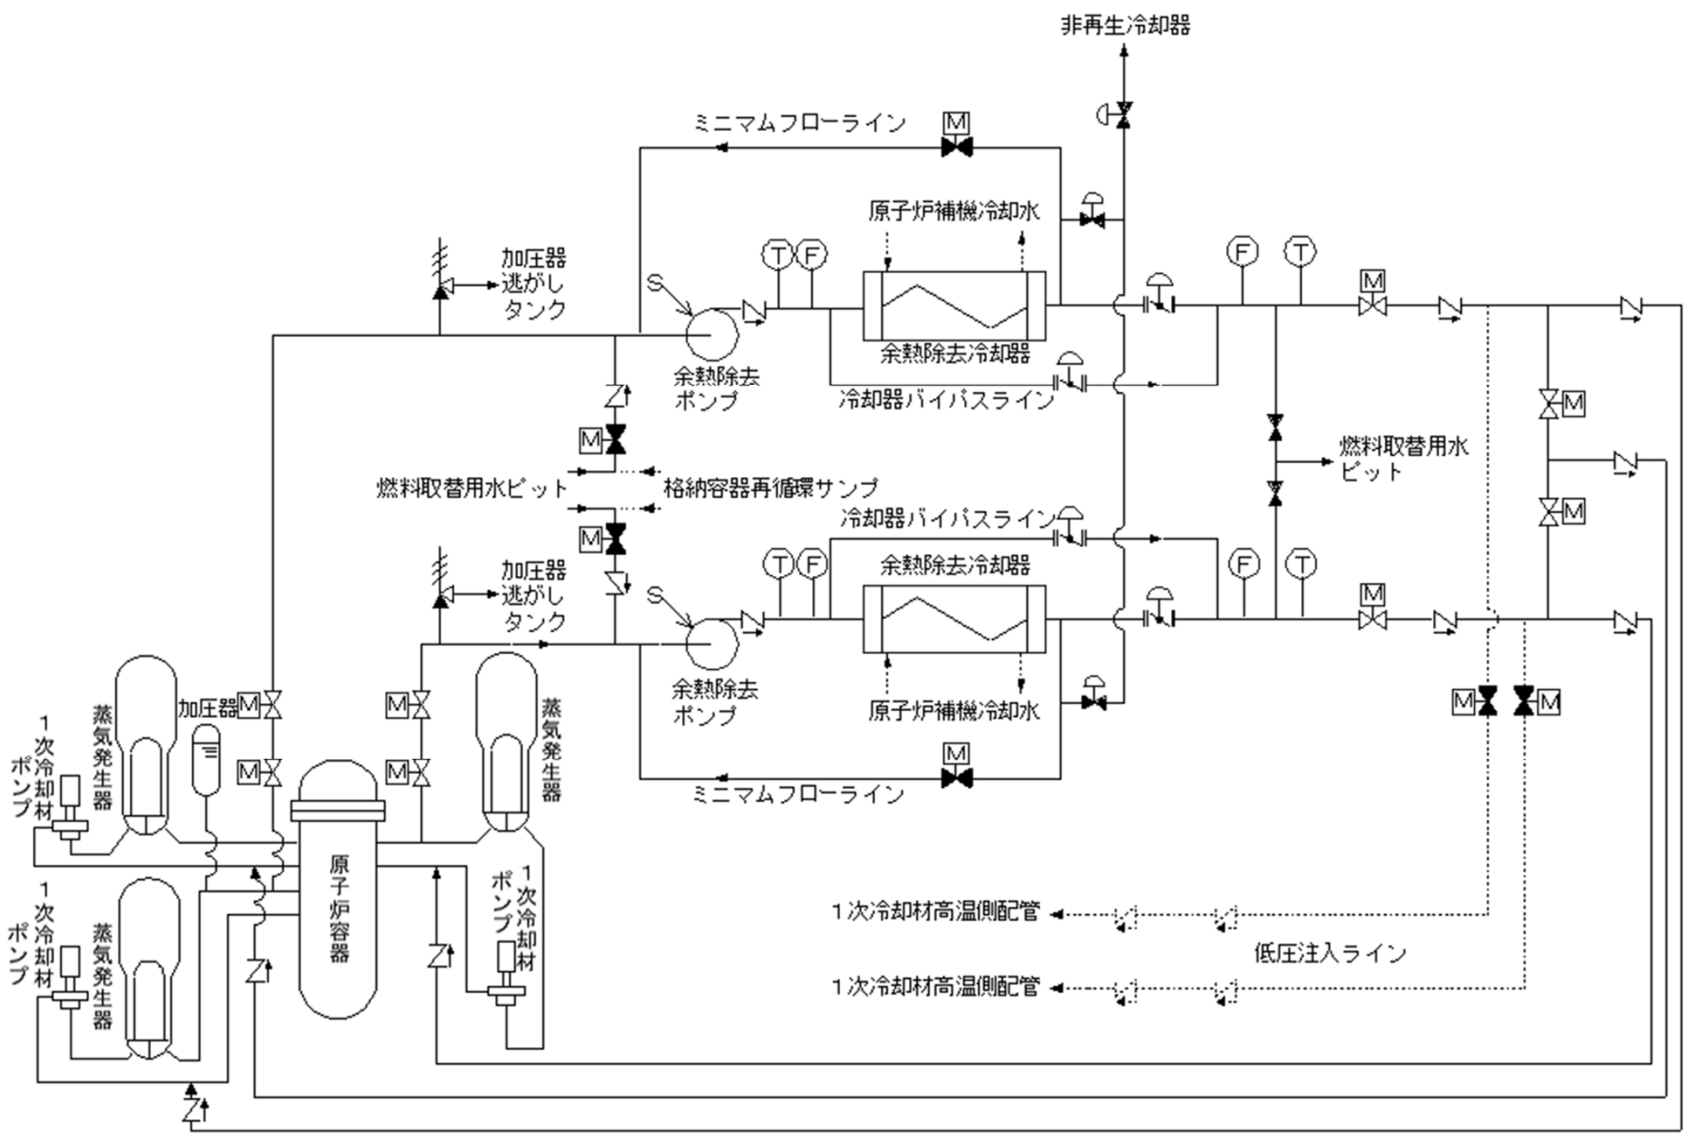 非再生冷却器
ミニマムフローライン
M
原子炉補機冷却水
加圧器
逃がし
タンク
S
T
F
F
T
M
余熱除去冷却器
余熱除去
ポンプ
冷却器バイパスライン
M
M
燃料取替用水
ピット
燃料取替用水ピット
格納容器再循環サンプ
冷却器バイパスライン
M
M
加圧器
逃がし
タンク
S
T
F
余熱除去冷却器
F
T
M
余熱除去
ポンプ
原子炉補機冷却水
M
M
M
ミニマムフローライン
加圧器
M
M
M
M
蒸気発生器
蒸気発生器
1次冷却材
ポンプ
原子炉容器
1次冷却材
ポンプ
1次冷却材
ポンプ
蒸気発生器
1次冷却材高温側配管
低圧注入ライン
1次冷却材高温側配管